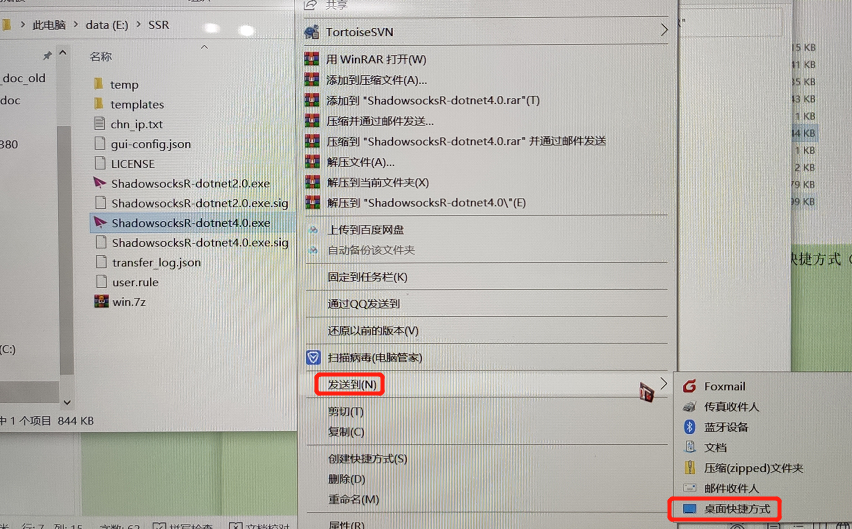 共享
此电脑 > data (E:) > SSR
TortoiseSVN
名称
用 WinRAR 打开(W)
添加到压缩文件(A)...
添加到 "ShadowsocksR-dotnet4.0.rar"(T)
压缩并通过邮件发送...
压缩到 "ShadowsocksR-dotnet4.0.rar" 并通过邮件发送
解压文件(A)...
解压到当前文件夹(X)
解压到 "ShadowsocksR-dotnet4.0\"(E)
上传到百度网盘
自动备份该文件夹
固定到任务栏(K)
通过QQ发送到
还原以前的版本(V)
扫描病毒(电脑管家)
发送到(N)
剪切(T)
复制(C)
创建快捷方式(S)
删除(D)
重命名(M)
属性(R)
_doc_old
doc
380
(C:)
temp
templates
chn_ip.txt
gui-config.json
LICENSE
ShadowsocksR-dotnet2.0.exe
ShadowsocksR-dotnet2.0.exe.sig
ShadowsocksR-dotnet4.0.exe
ShadowsocksR-dotnet4.0.exe.sig
transfer_log.json
user.rule
win.7z
中 1 个项目 844 KB
15 KB
41 KB
35 KB
43 KB
44 KB
1 KB
2 KB
79 KB
99 KB
快捷方式（
Foxmail
传真收件人
蓝牙设备
文档
压缩(zipped)文件夹
邮件收件人
桌面快捷方式
行: 7 列: 15 字数: 62 拼写检查 文档校对